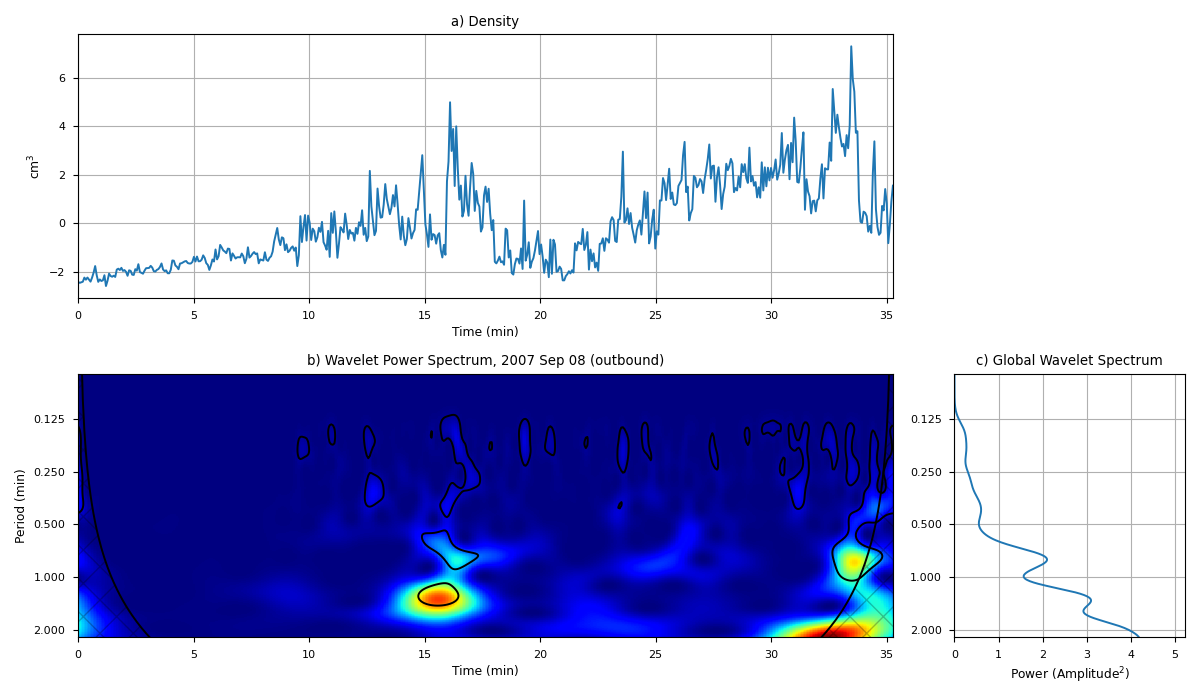 a) Density
cm³
6
4
2
0
−2
0 5 10 15 20 25 30 35
Time (min)
b) Wavelet Power Spectrum, 2007 Sep 08 (outbound)
Period (min)
0.125
0.250
0.500
1.000
2.000
0 5 10 15 20 25 30 35
Time (min)
c) Global Wavelet Spectrum
0.125
0.250
0.500
1.000
2.000
0 1 2 3 4 5
Power (Amplitude²)